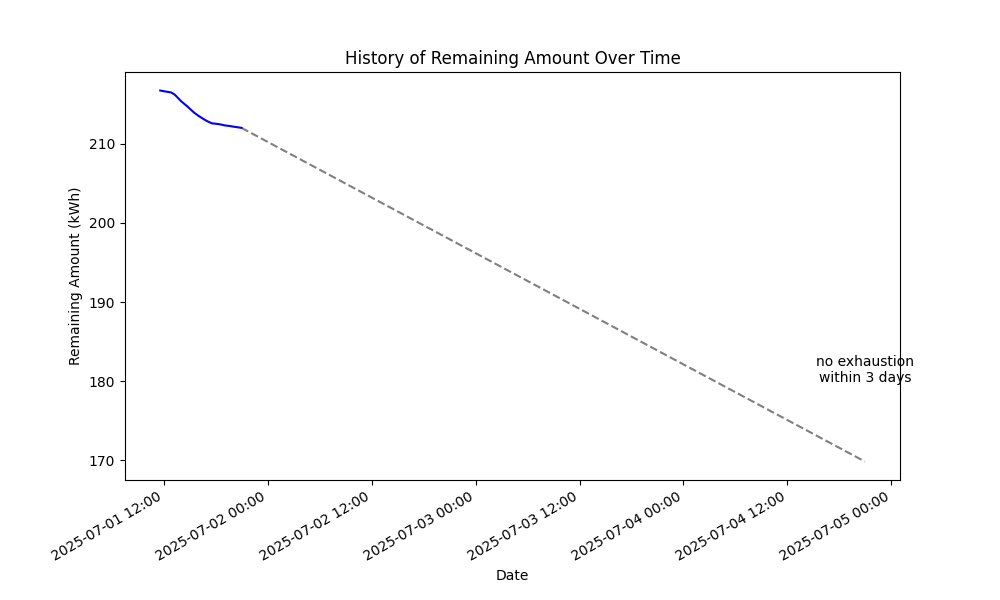 History of Remaining Amount Over Time
Remaining Amount (kWh)
210
200
190
180
170
no exhaustion
within 3 days
2025-07-01 12:00
2025-07-02 00:00
2025-07-02 12:00
2025-07-03 00:00
2025-07-03 12:00
2025-07-04 00:00
2025-07-04 12:00
2025-07-05 00:00
Date